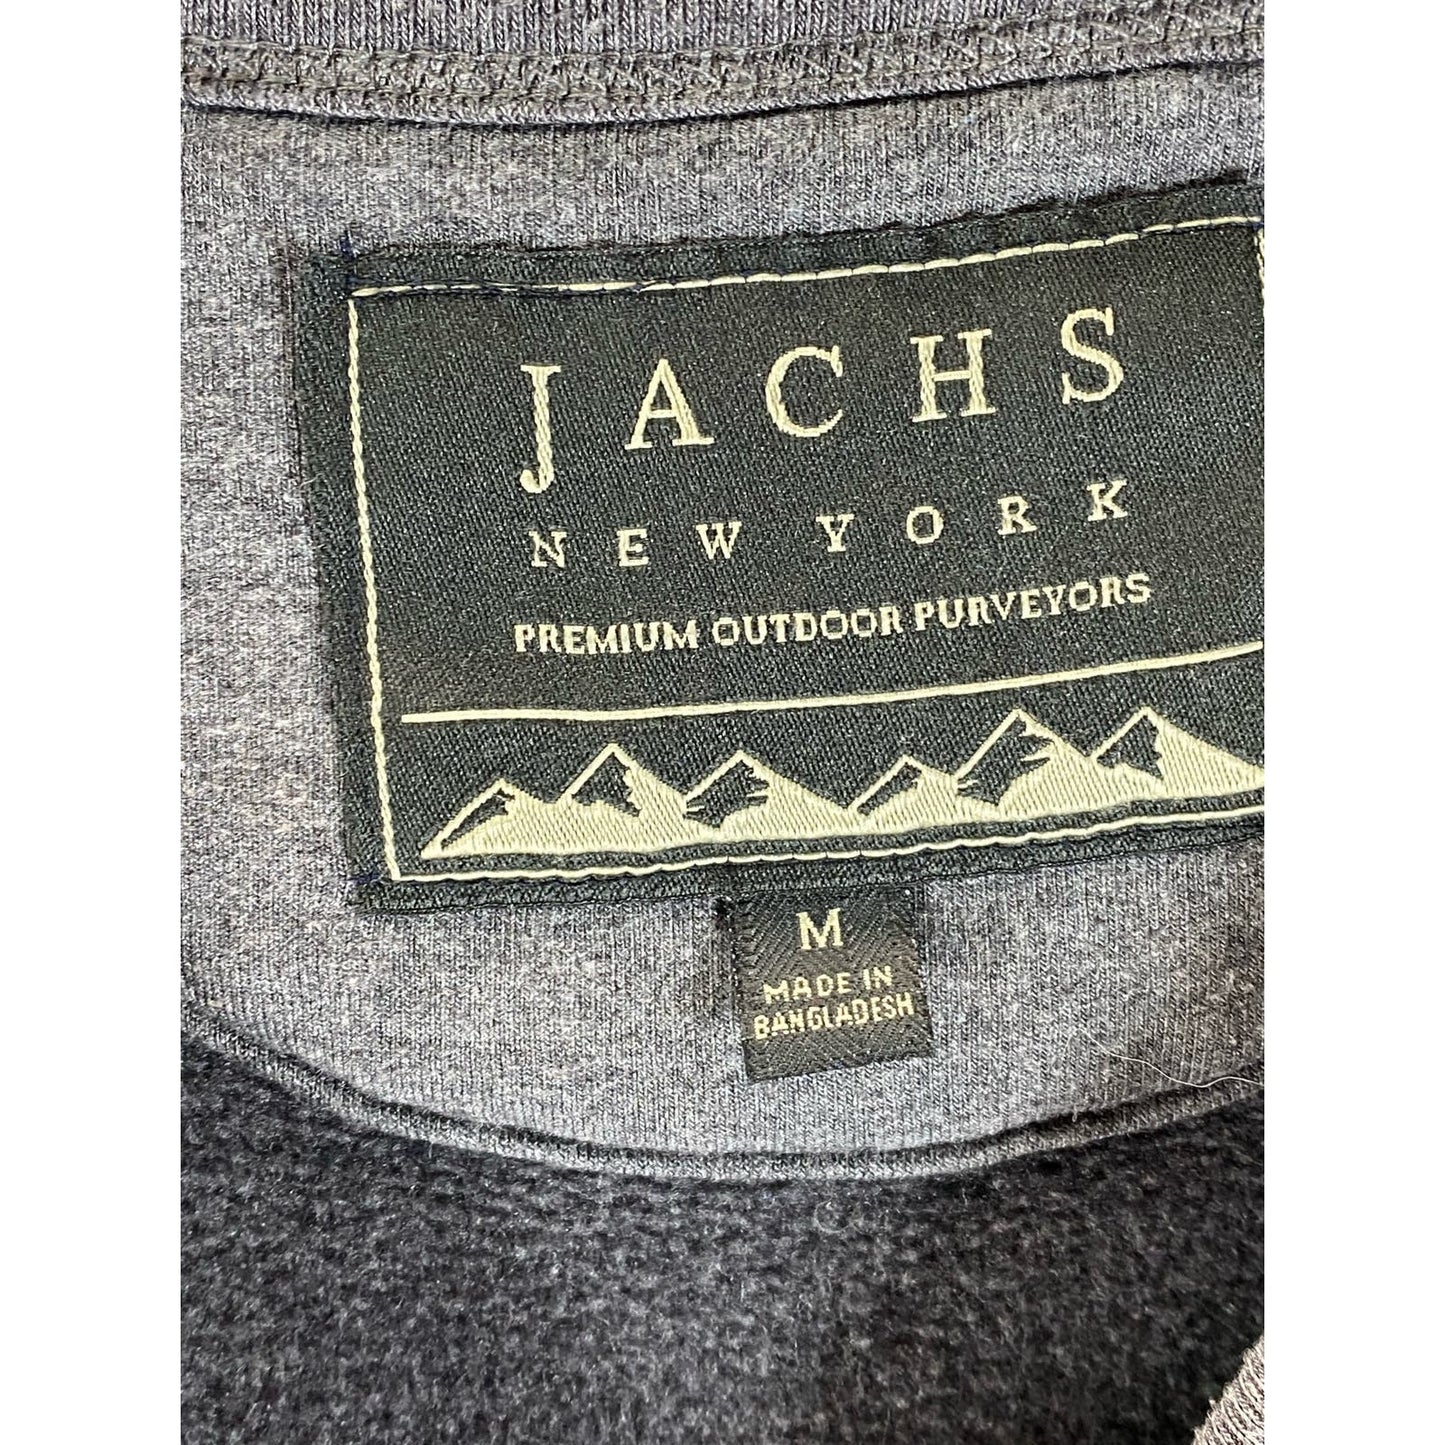 JACHS
NEW YORK
PREMIUM OUTDOOR PURVEYORS
M
MADE IN
BANGLADESH